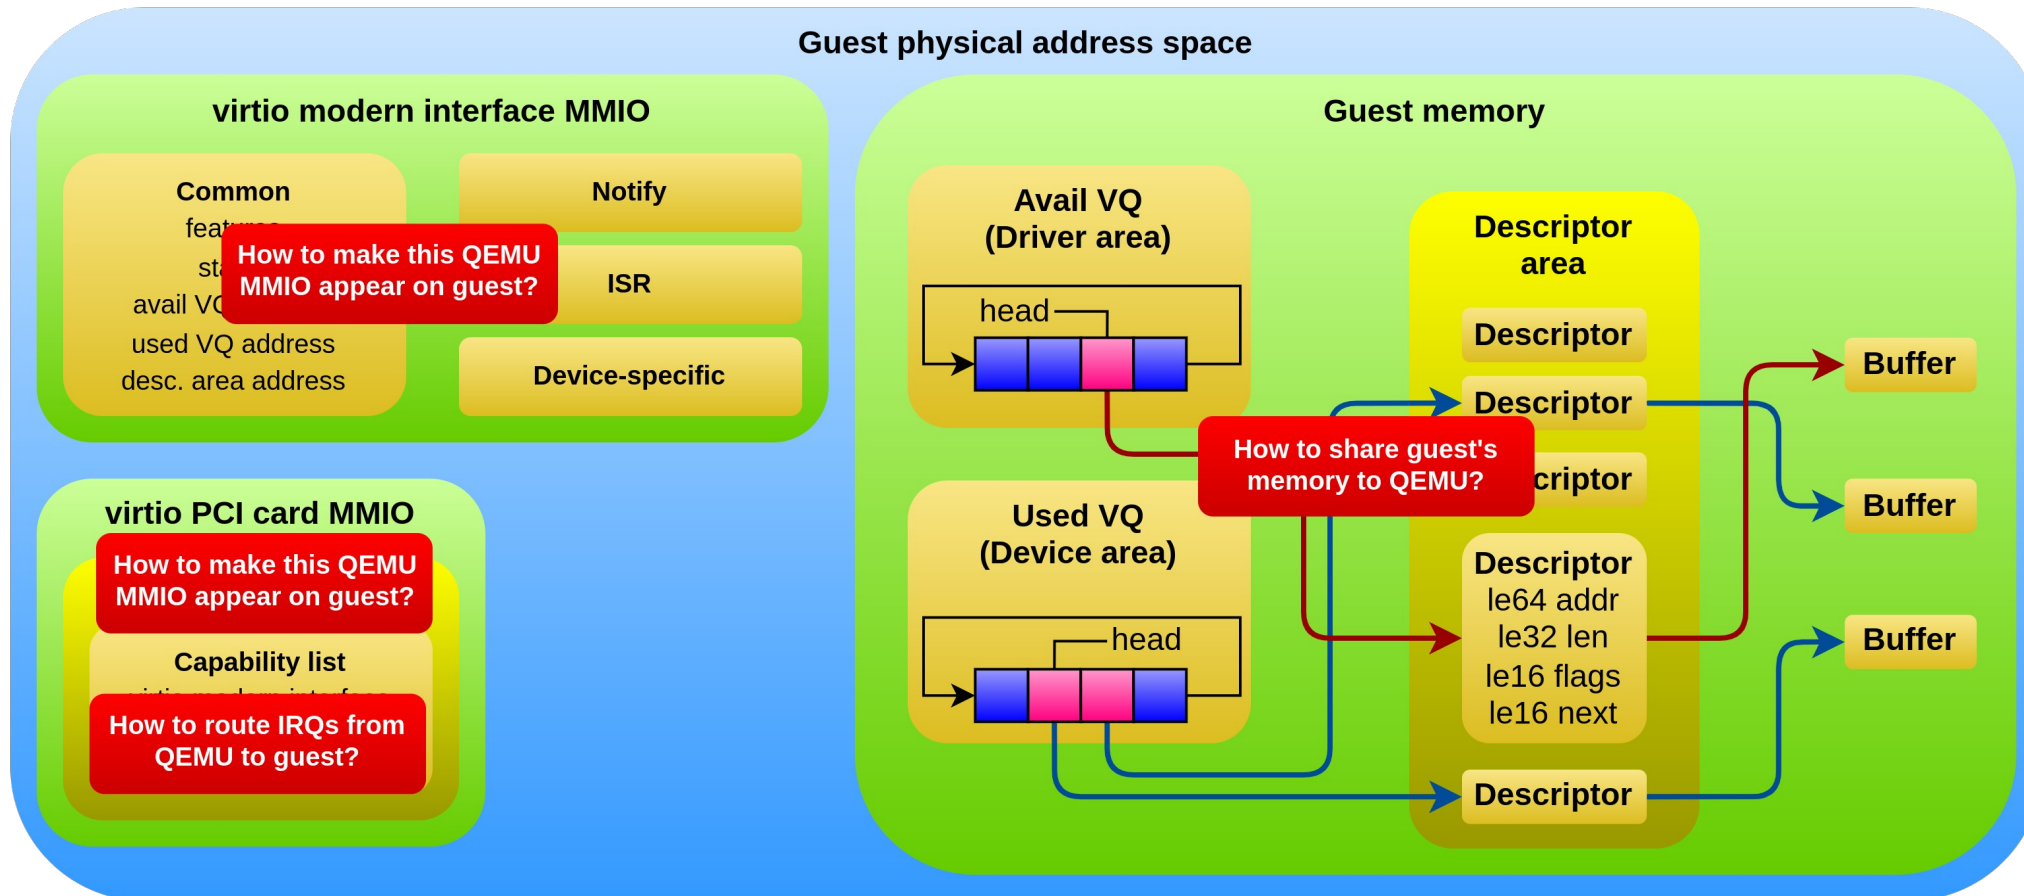 Guest physical address space
virtio modern interface MMIO
Common
used VQ address
desc. area address
How to make this QEMU
MMIO appear on guest?
Notify
ISR
Device-specific
virtio PCI card MMIO
How to make this QEMU
MMIO appear on guest?
Capability list
How to route IRQs from
QEMU to guest?
Guest memory
Avail VQ
(Driver area)
head
Used VQ
(Device area)
head
How to share guest's
memory to QEMU?
Descriptor
area
Descriptor
Descriptor
Descriptor
le64 addr
le32 len
le16 flags
le16 next
Descriptor
Buffer
Buffer
Buffer